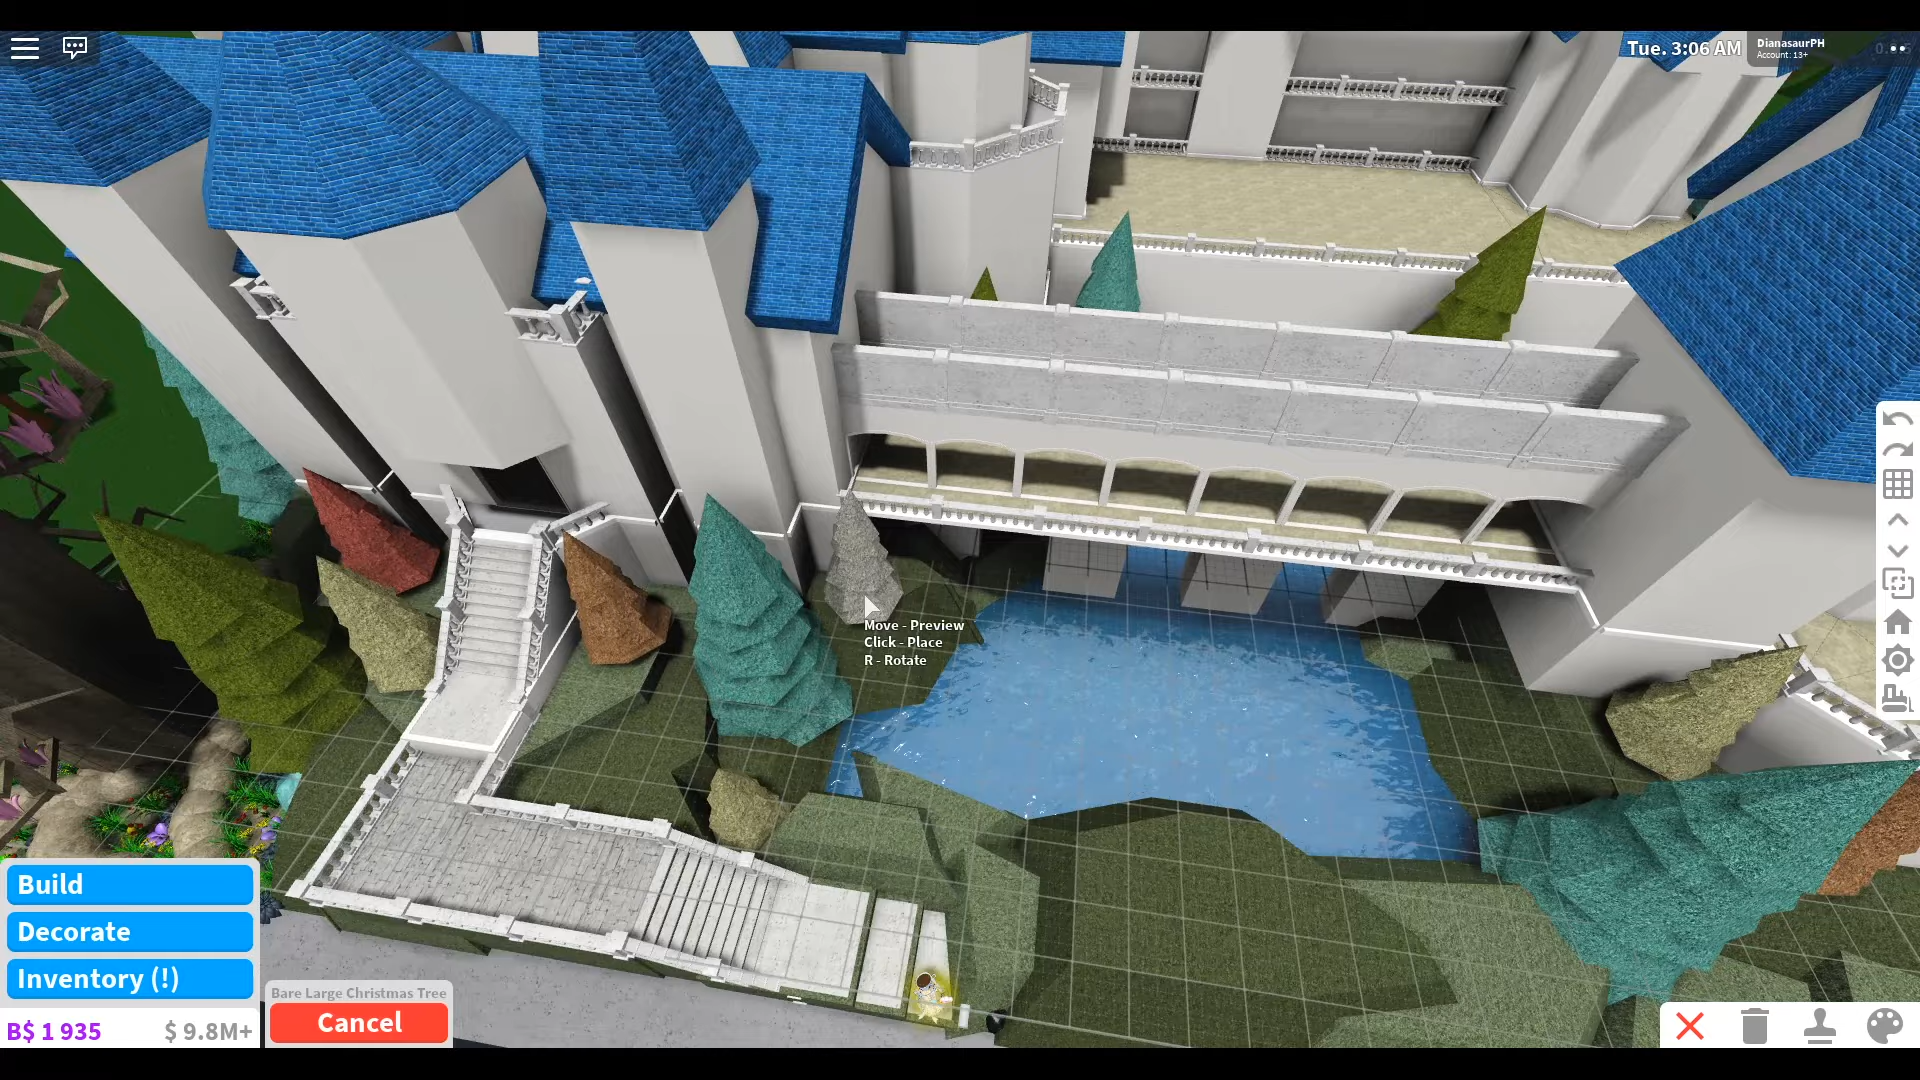 Tue. 3:06 AM
DianasaurPH
Account: 13+
Move - Preview
Click - Place
R - Rotate
Build
Decorate
Inventory (!)
Bare Large Christmas Tree
Cancel
B$ 1 935
$ 9.8M+